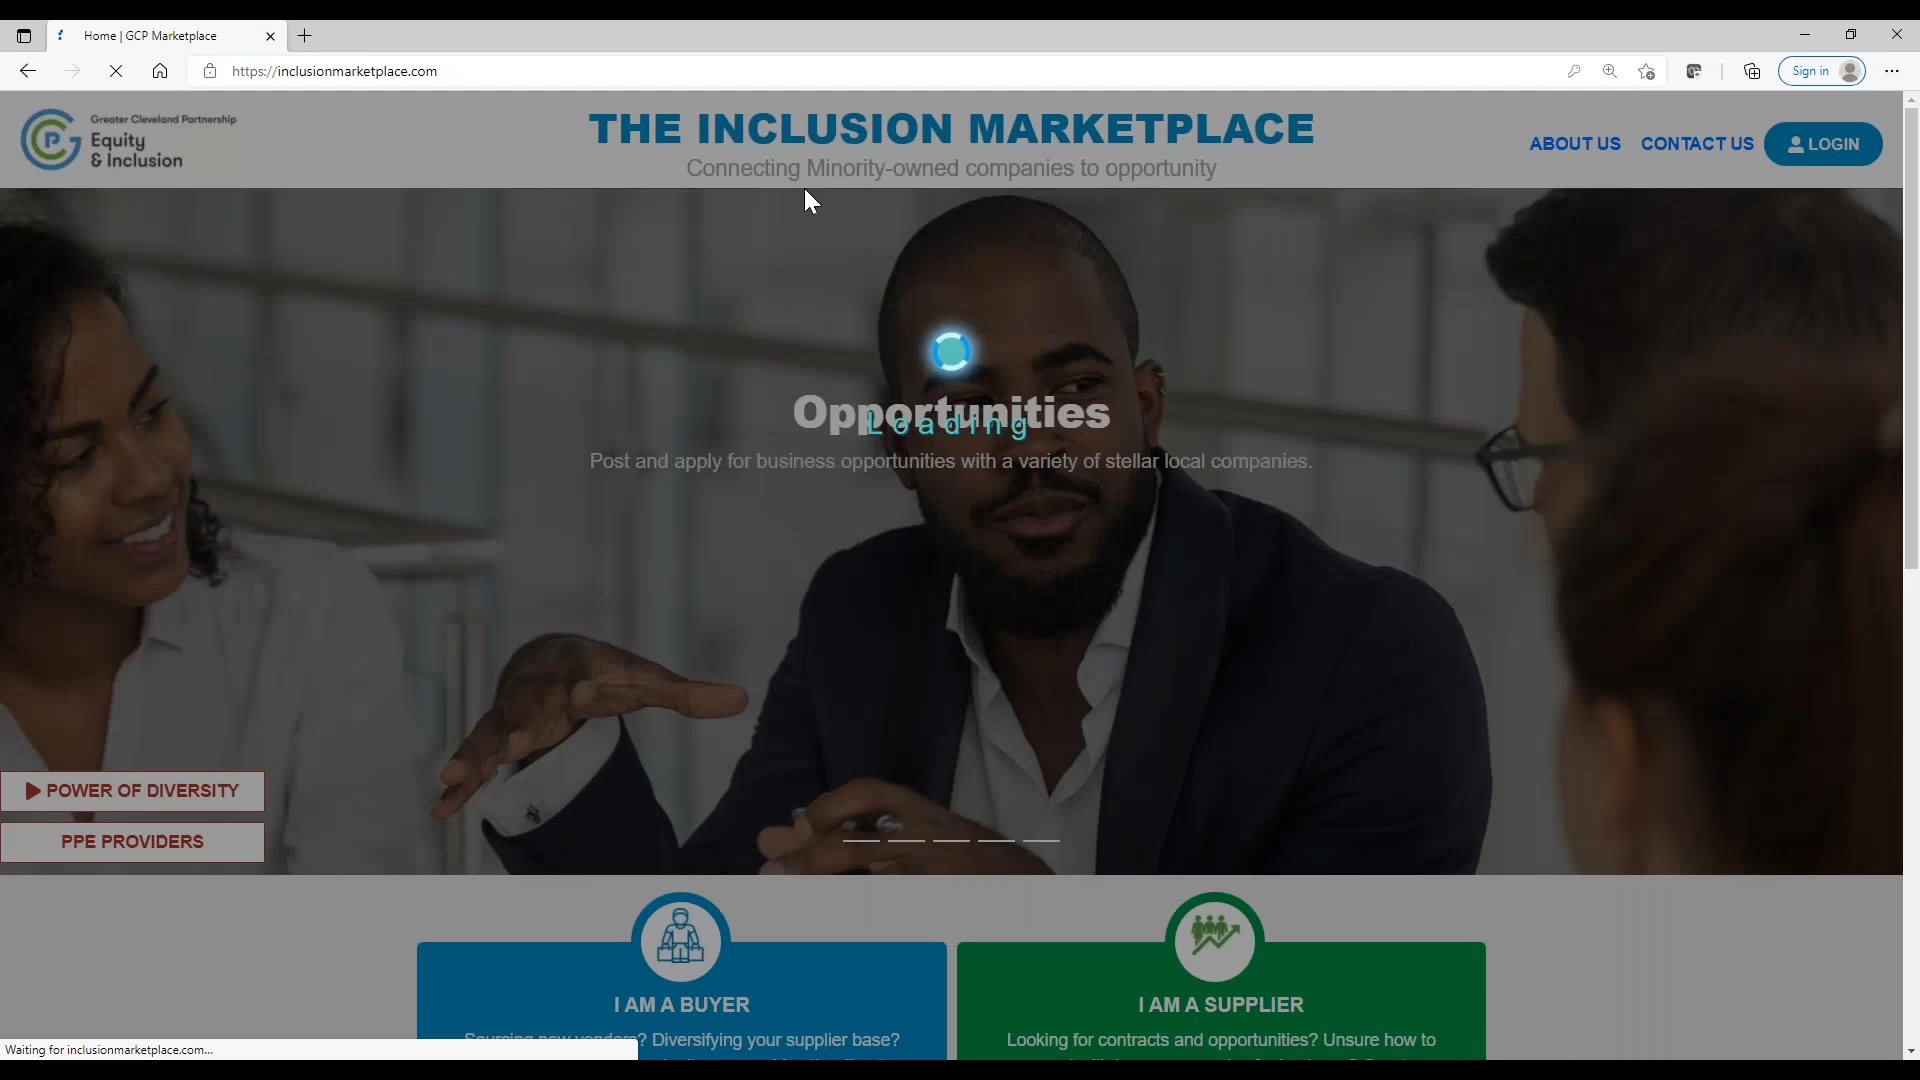 Home | GCP Marketplace
https://inclusionmarketplace.com
Sign in
Greater Cleveland Partnership
Equity
& Inclusion
THE INCLUSION MARKETPLACE
Connecting Minority-owned companies to opportunity
ABOUT US
CONTACT US
LOGIN
Opportunities
Loading
Post and apply for business opportunities with a variety of stellar local companies.
POWER OF DIVERSITY
PPE PROVIDERS
I AM A BUYER
Sourcing new vendors? Diversifying your supplier base?
I AM A SUPPLIER
Looking for contracts and opportunities? Unsure how to
Waiting for inclusionmarketplace.com...